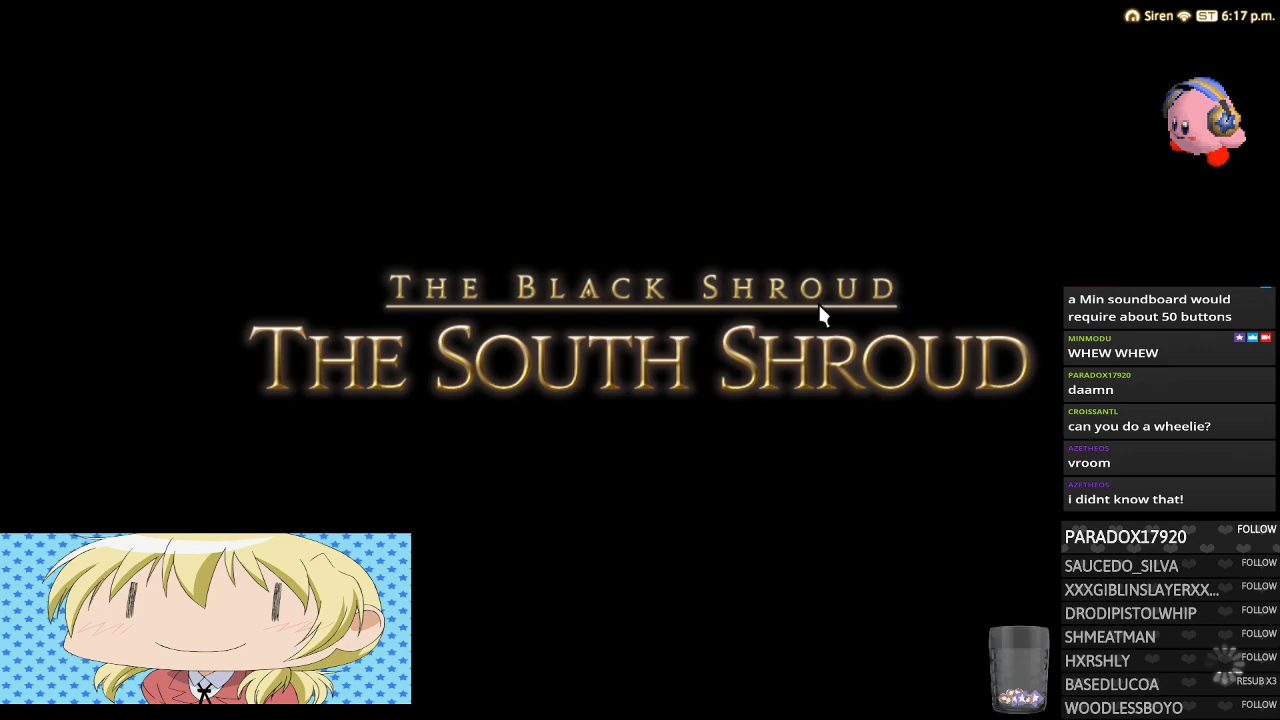 Siren ST 6:17 p.m.
THE BLACK SHROUD
THE SOUTH SHROUD
a Min soundboard would
require about 50 buttons
MINMODU
WHEW WHEW
PARADOX17920
daamn
CROISSANTL
can you do a wheelie?
AZETHEOS
vroom
AZETHEOS
i didnt know that!
PARADOX17920 FOLLOW
SAUCEDO_SILVA FOLLOW
XXXGIBLINSLAYERXX... FOLLOW
DRODIPISTOLWHIP FOLLOW
SHMEATMAN FOLLOW
HXRSHLY FOLLOW
BASEDLUCOA RESUB X3
WOODLESSBOYO FOLLOW